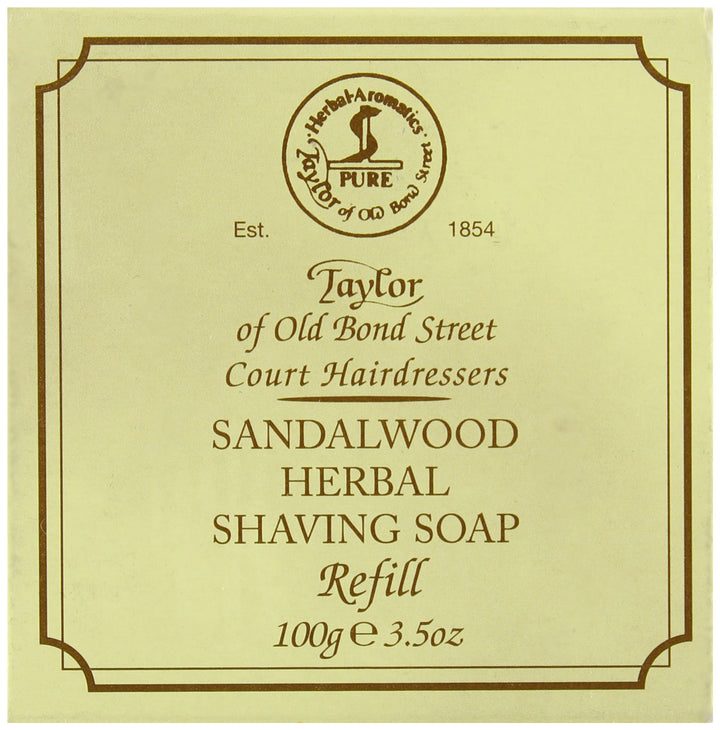 · Herbal-Aromatics ·
PURE
Taylor of Old Bond Street
Est. 1854
Taylor
of Old Bond Street
Court Hairdressers
SANDALWOOD
HERBAL
SHAVING SOAP
Refill
100g ℮ 3.5oz